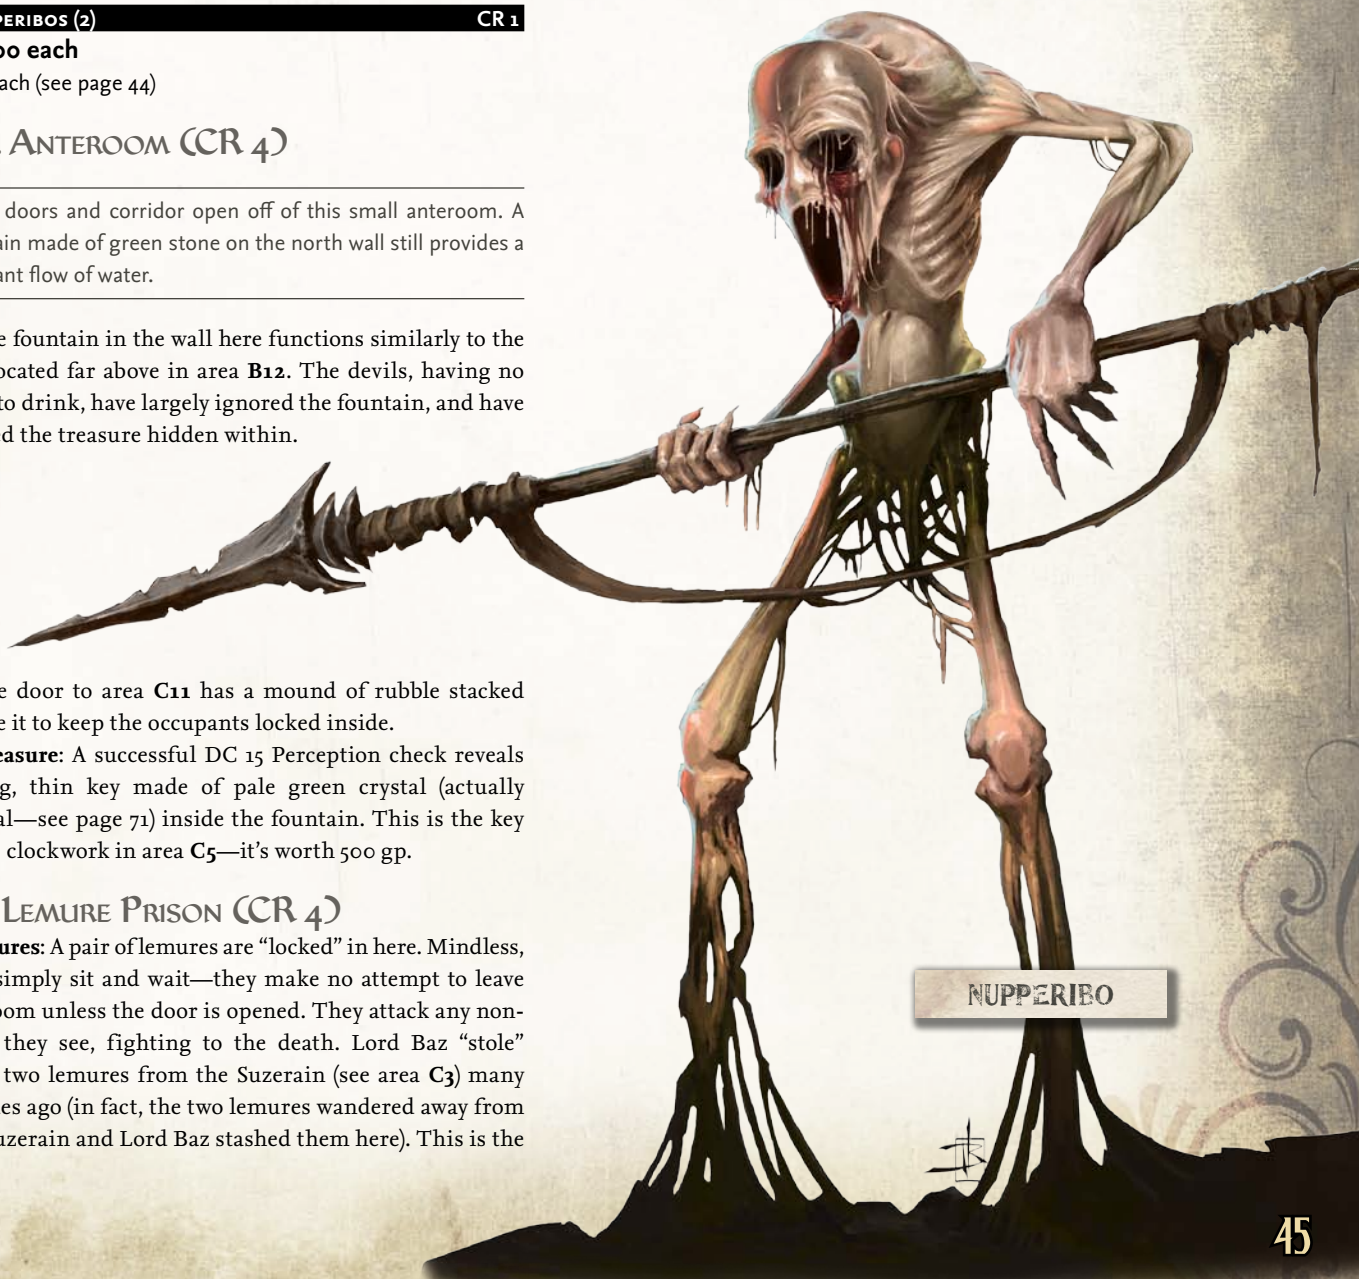 PERIBOS (2) CR 1
00 each
ach (see page 44)
Anteroom (CR 4)
doors and corridor open off of this small anteroom. A
ain made of green stone on the north wall still provides a
ant flow of water.
e fountain in the wall here functions similarly to the
ocated far above in area B12. The devils, having no
to drink, have largely ignored the fountain, and have
ed the treasure hidden within.
e door to area C11 has a mound of rubble stacked
e it to keep the occupants locked inside.
easure: A successful DC 15 Perception check reveals
g, thin key made of pale green crystal (actually
al—see page 71) inside the fountain. This is the key
clockwork in area C5—it's worth 500 gp.
Lemure Prison (CR 4)
ures: A pair of lemures are “locked” in here. Mindless,
simply sit and wait—they make no attempt to leave
oom unless the door is opened. They attack any non-
they see, fighting to the death. Lord Baz “stole”
two lemures from the Suzerain (see area C3) many
es ago (in fact, the two lemures wandered away from
uzerain and Lord Baz stashed them here). This is the
NUPPERIBO
45